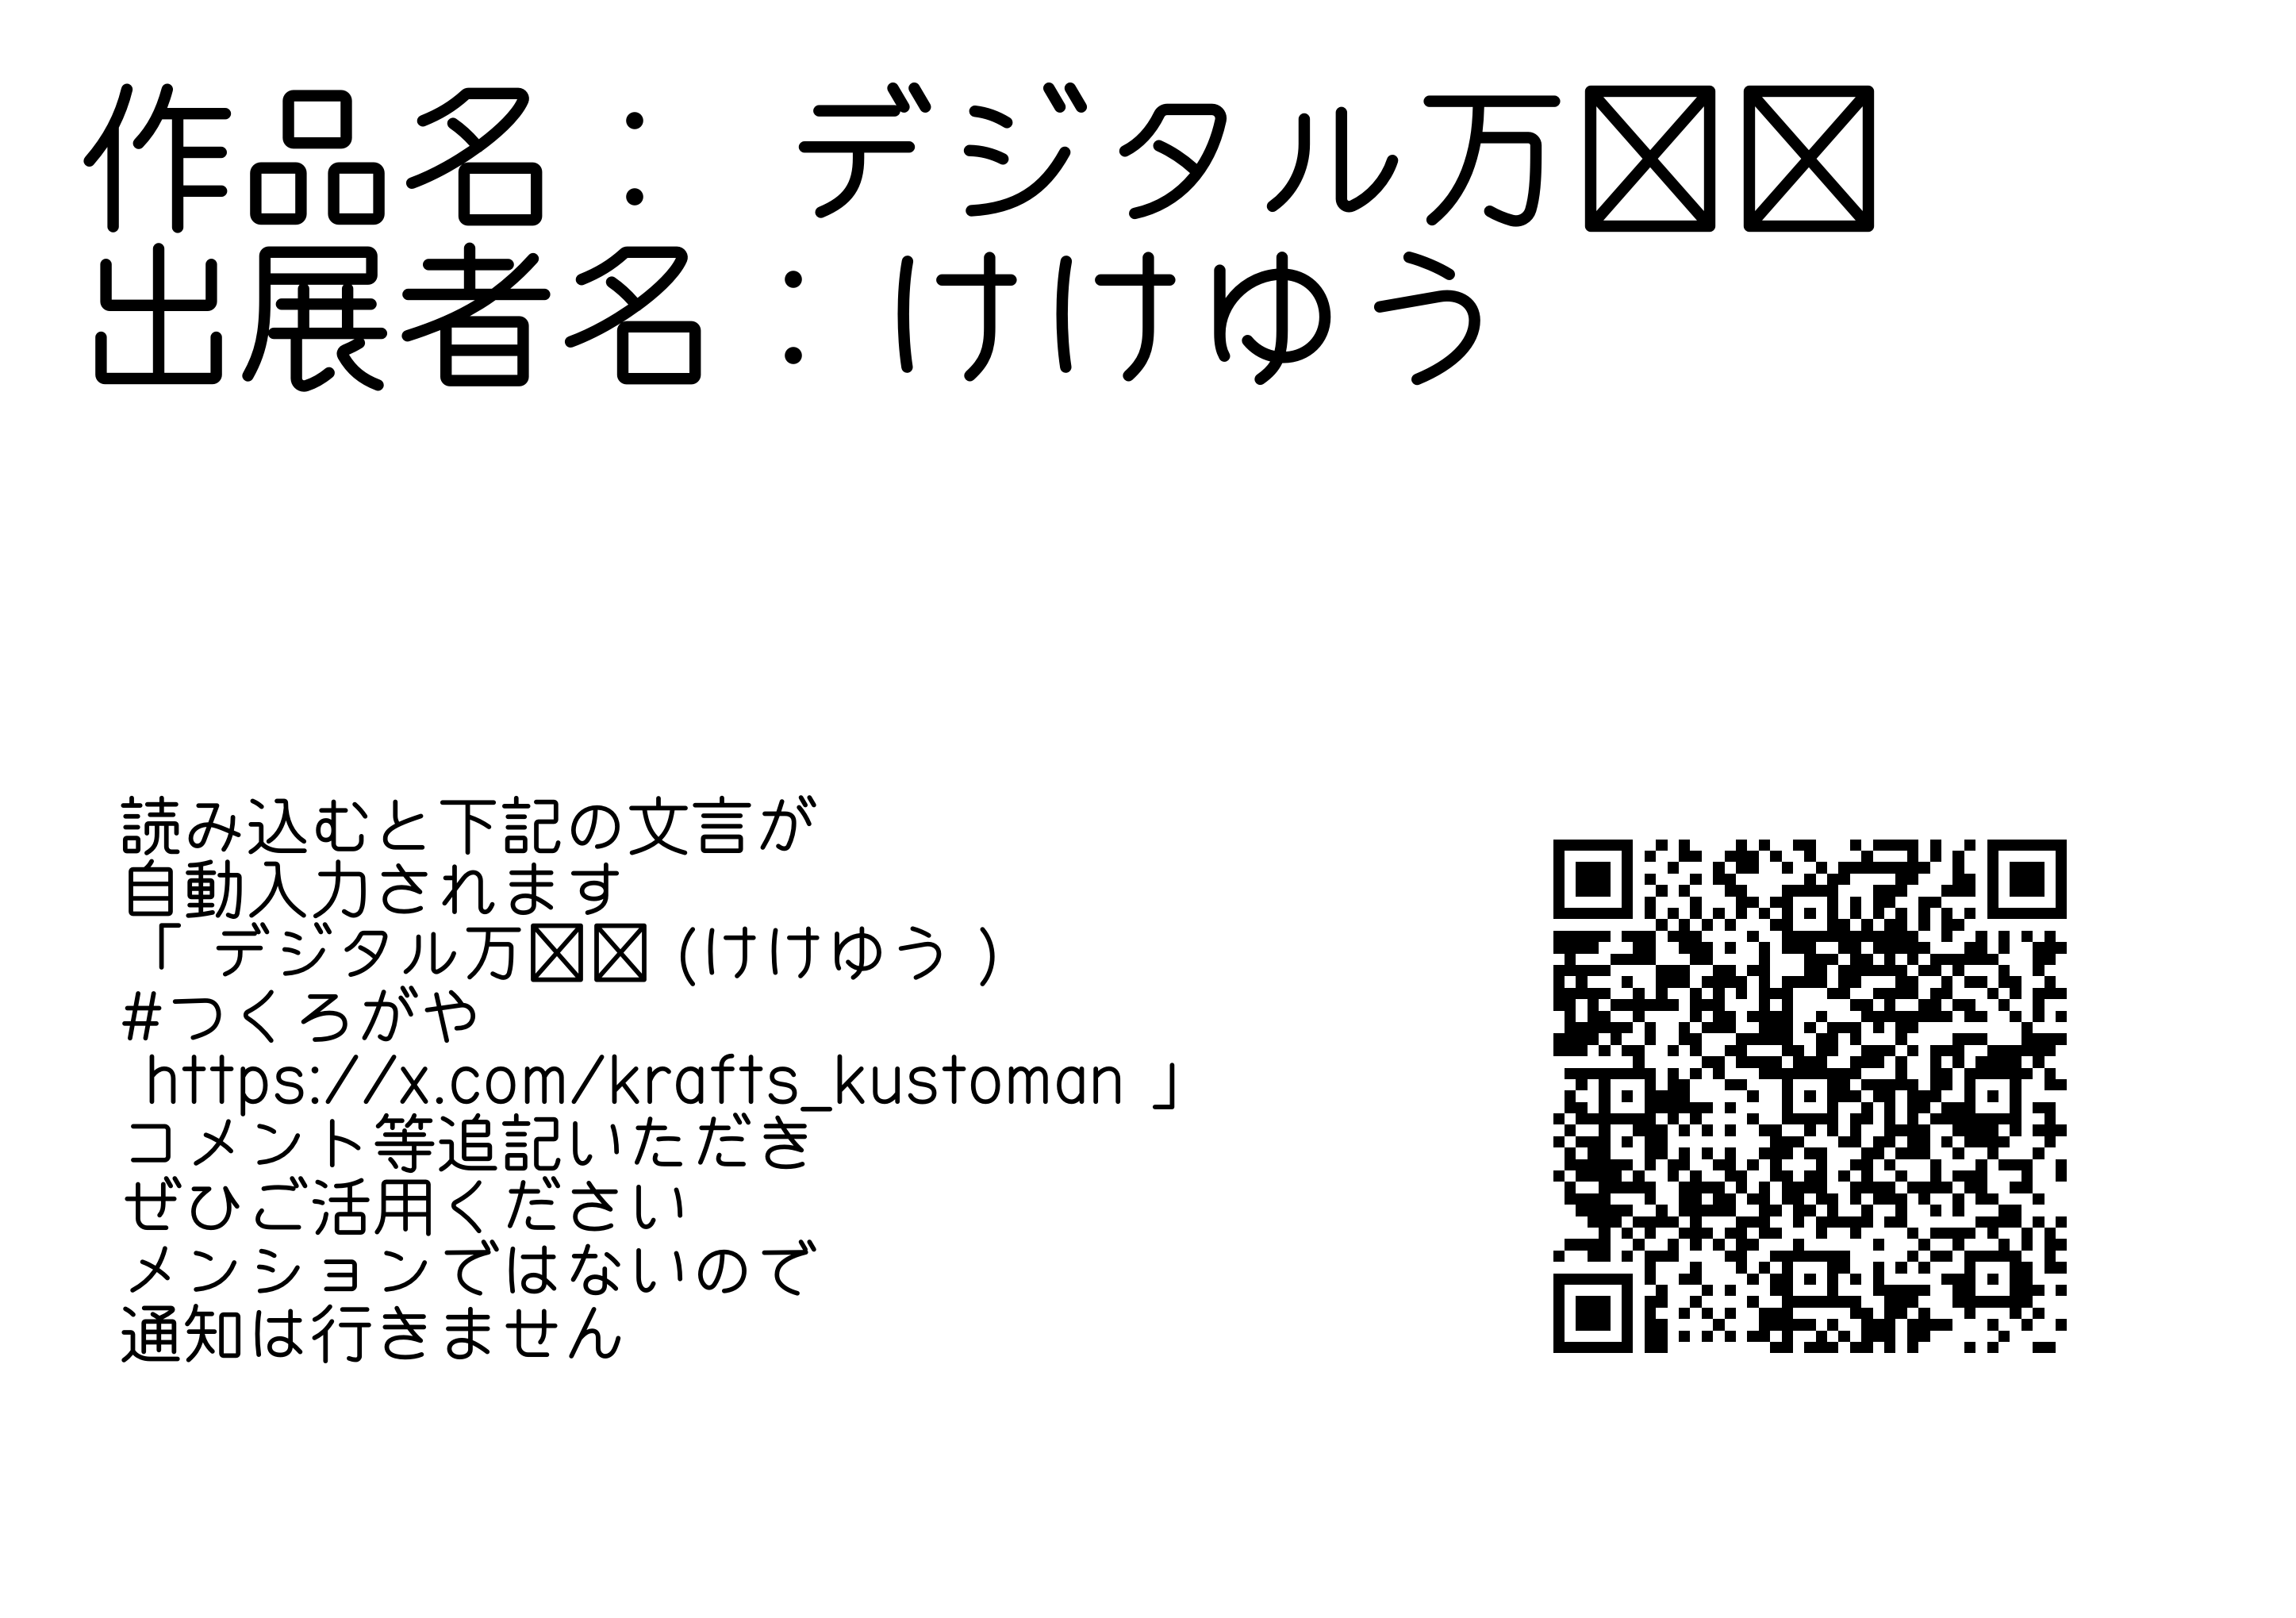 作品名： デジタル万☒☒
出展者名：けけゆう
読み込むと下記の文言が
自動入力されます
「デジタル万☒☒（けけゆう）
#つくろがや
https://x.com/krafts_kustoman 」
コメント等追記いただき
ぜひご活用ください
メンションではないので
通知は行きません